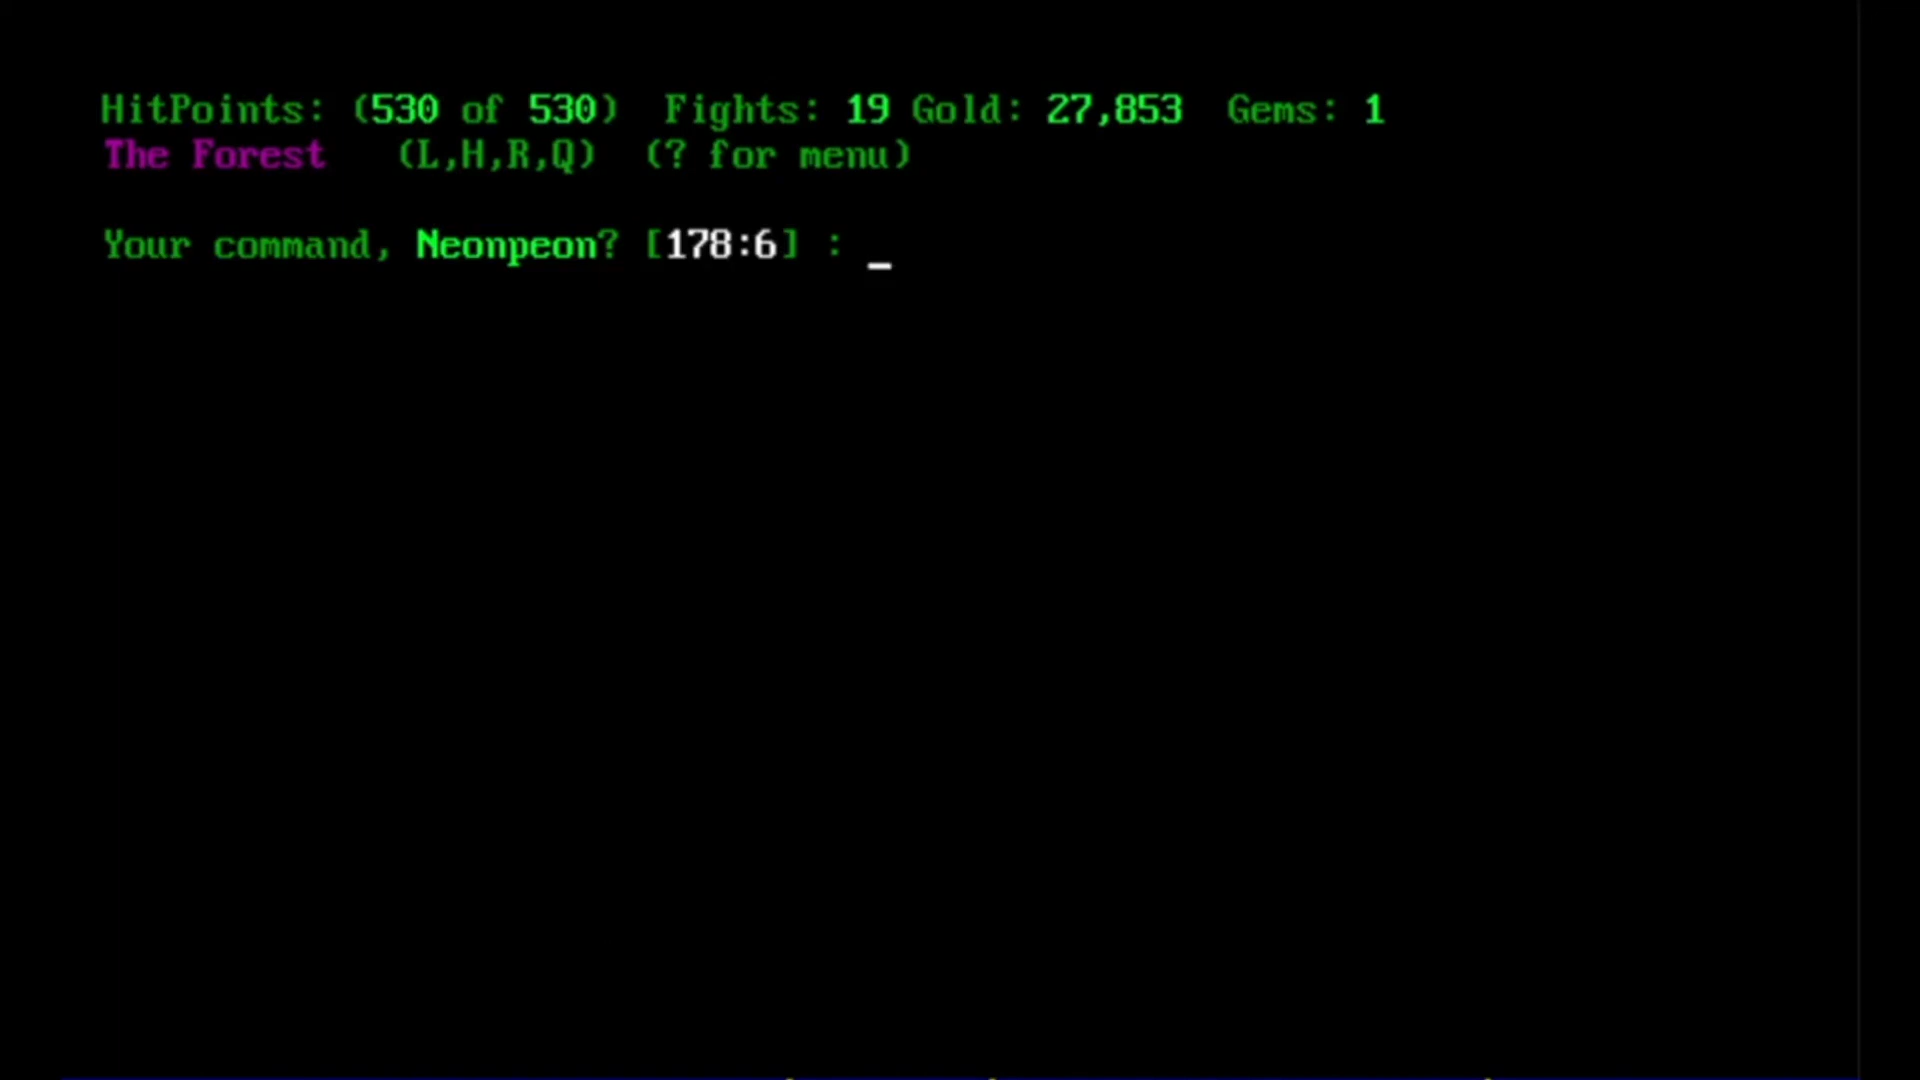 HitPoints: (530 of 530)  Fights: 19 Gold: 27,853  Gems: 1
The Forest   (L,H,R,Q)  (? for menu)
Your command, Neonpeon? [178:6] : _